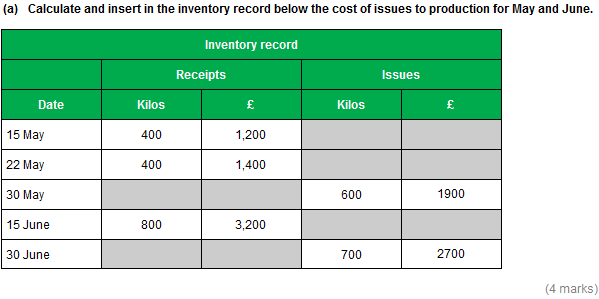 (a) Calculate and insert in the inventory record below the cost of issues to production for May and June.
Inventory record
Receipts Issues
Date Kilos £ Kilos £
15 May 400 1,200
22 May 400 1,400
30 May 600 1900
15 June 800 3,200
30 June 700 2700
(4 marks)